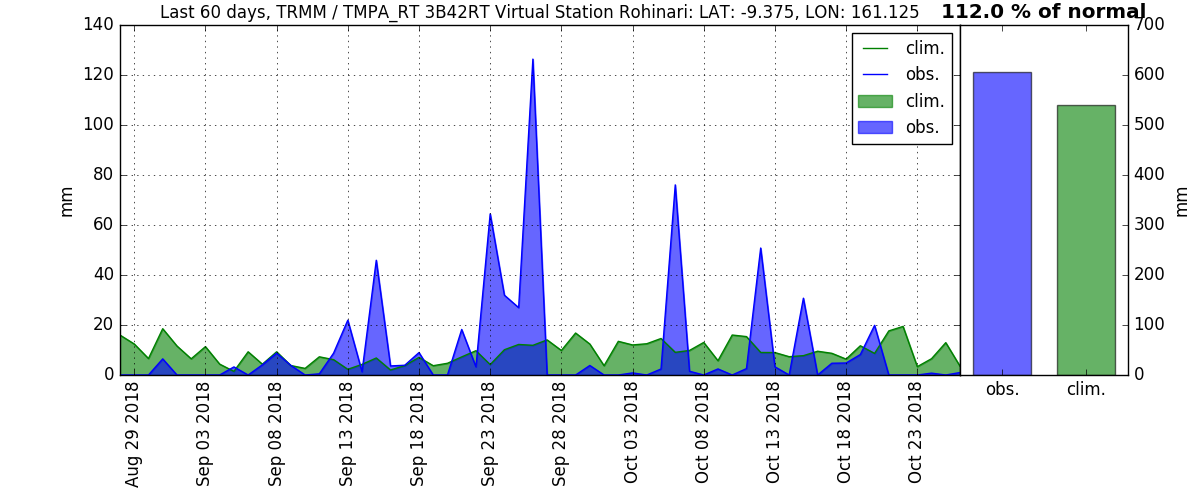 Last 60 days, TRMM / TMPA_RT 3B42RT Virtual Station Rohinari: LAT: -9.375, LON: 161.125
112.0 % of normal
140
120
100
80
60
40
20
0
mm
clim.
obs.
clim.
obs.
700
600
500
400
300
200
100
0
mm
Aug 29 2018
Sep 03 2018
Sep 08 2018
Sep 13 2018
Sep 18 2018
Sep 23 2018
Sep 28 2018
Oct 03 2018
Oct 08 2018
Oct 13 2018
Oct 18 2018
Oct 23 2018
obs.
clim.